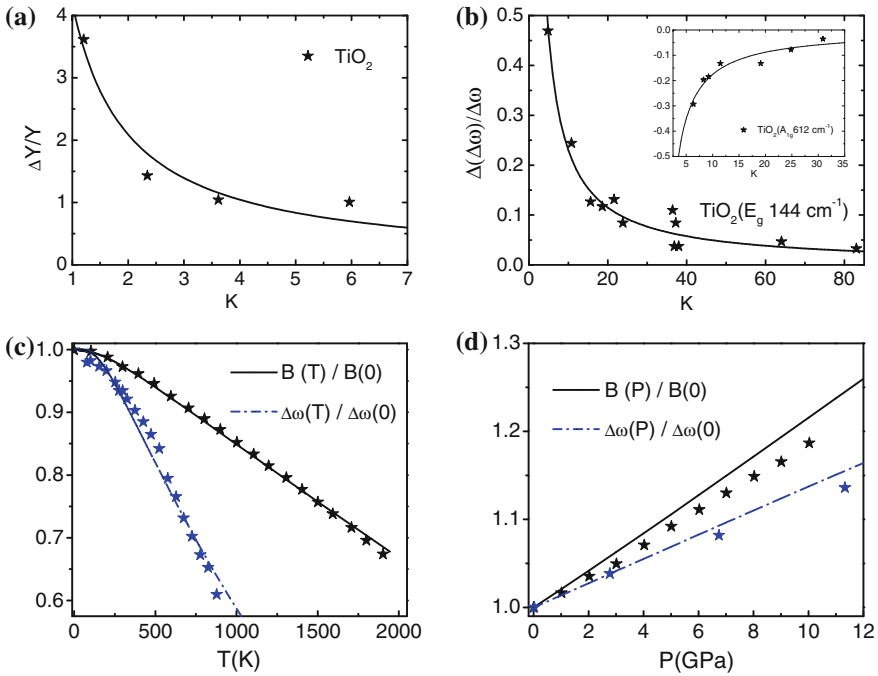 (a)
4
3
2
1
0
1 2 3 4 5 6 7
K
ΔY/Y
TiO₂
(b)
0.5
0.4
0.3
0.2
0.1
0.0
0 20 40 60 80
K
Δ(Δω)/Δω
TiO₂(E_g 144 cm⁻¹)
0.0
-0.1
-0.2
-0.3
-0.4
-0.5
5 10 15 20 25 30 35
K
TiO₂(A₁g 612 cm⁻¹)
(c)
1.0
0.9
0.8
0.7
0.6
0 500 1000 1500 2000
T(K)
B (T) / B(0)
Δω(T) / Δω(0)
(d)
1.3
1.2
1.1
1.0
0 2 4 6 8 10 12
P(GPa)
B (P) / B(0)
Δω(P) / Δω(0)